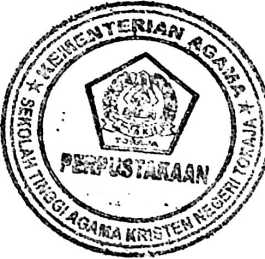 KEMENTERIAN AGAMA
PERPUSTAKAAN
SEKOLAH TINGGI AGAMA KRISTEN NEGERI TORAJA